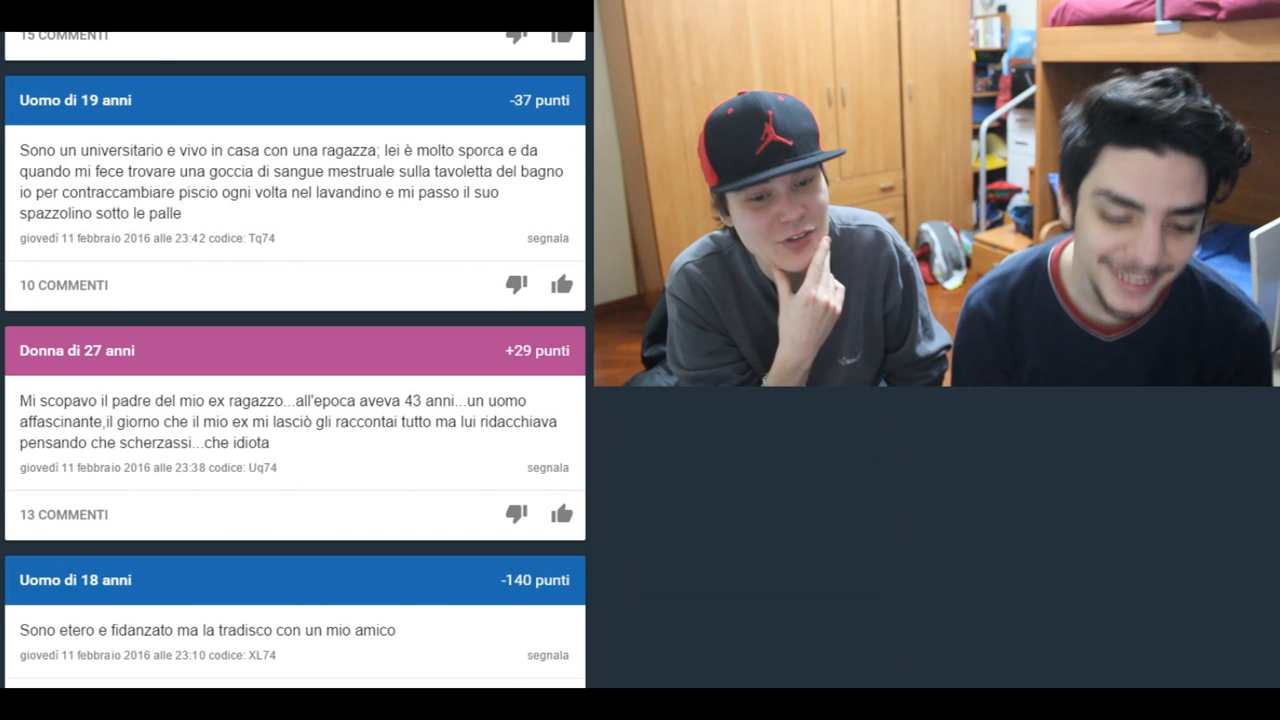 15 COMMENTI
Uomo di 19 anni
-37 punti
Sono un universitario e vivo in casa con una ragazza; lei è molto sporca e da
quando mi fece trovare una goccia di sangue mestruale sulla tavoletta del bagno
io per contraccambiare piscio ogni volta nel lavandino e mi passo il suo
spazzolino sotto le palle
giovedì 11 febbraio 2016 alle 23:42 codice: Tq74
segnala
10 COMMENTI
Donna di 27 anni
+29 punti
Mi scopavo il padre del mio ex ragazzo...all'epoca aveva 43 anni...un uomo
affascinante,il giorno che il mio ex mi lasciò gli raccontai tutto ma lui ridacchiava
pensando che scherzassi...che idiota
giovedì 11 febbraio 2016 alle 23:38 codice: Uq74
segnala
13 COMMENTI
Uomo di 18 anni
-140 punti
Sono etero e fidanzato ma la tradisco con un mio amico
giovedì 11 febbraio 2016 alle 23:10 codice: XL74
segnala